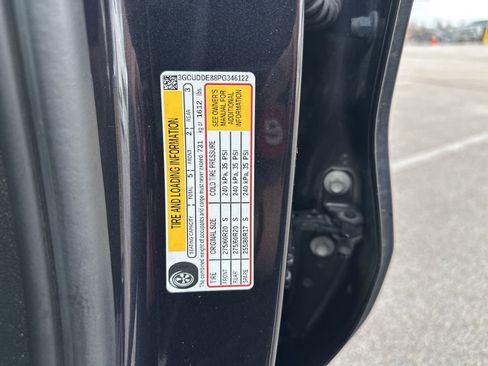 3GCUDDE88PG346122
TIRE AND LOADING INFORMATION
SEATING CAPACITY TOTAL 5 FRONT 2 REAR 3
The combined weight of occupants and cargo must never exceed 731 kg or 1612 lbs.
TIRE ORIGINAL SIZE COLD TIRE PRESSURE
FRONT 275/60R20 S 240 kPa, 35 PSI
REAR 275/60R20 S 240 kPa, 35 PSI
SPARE 255/80R17 S 240 kPa, 35 PSI
SEE OWNER'S
MANUAL FOR
ADDITIONAL
INFORMATION